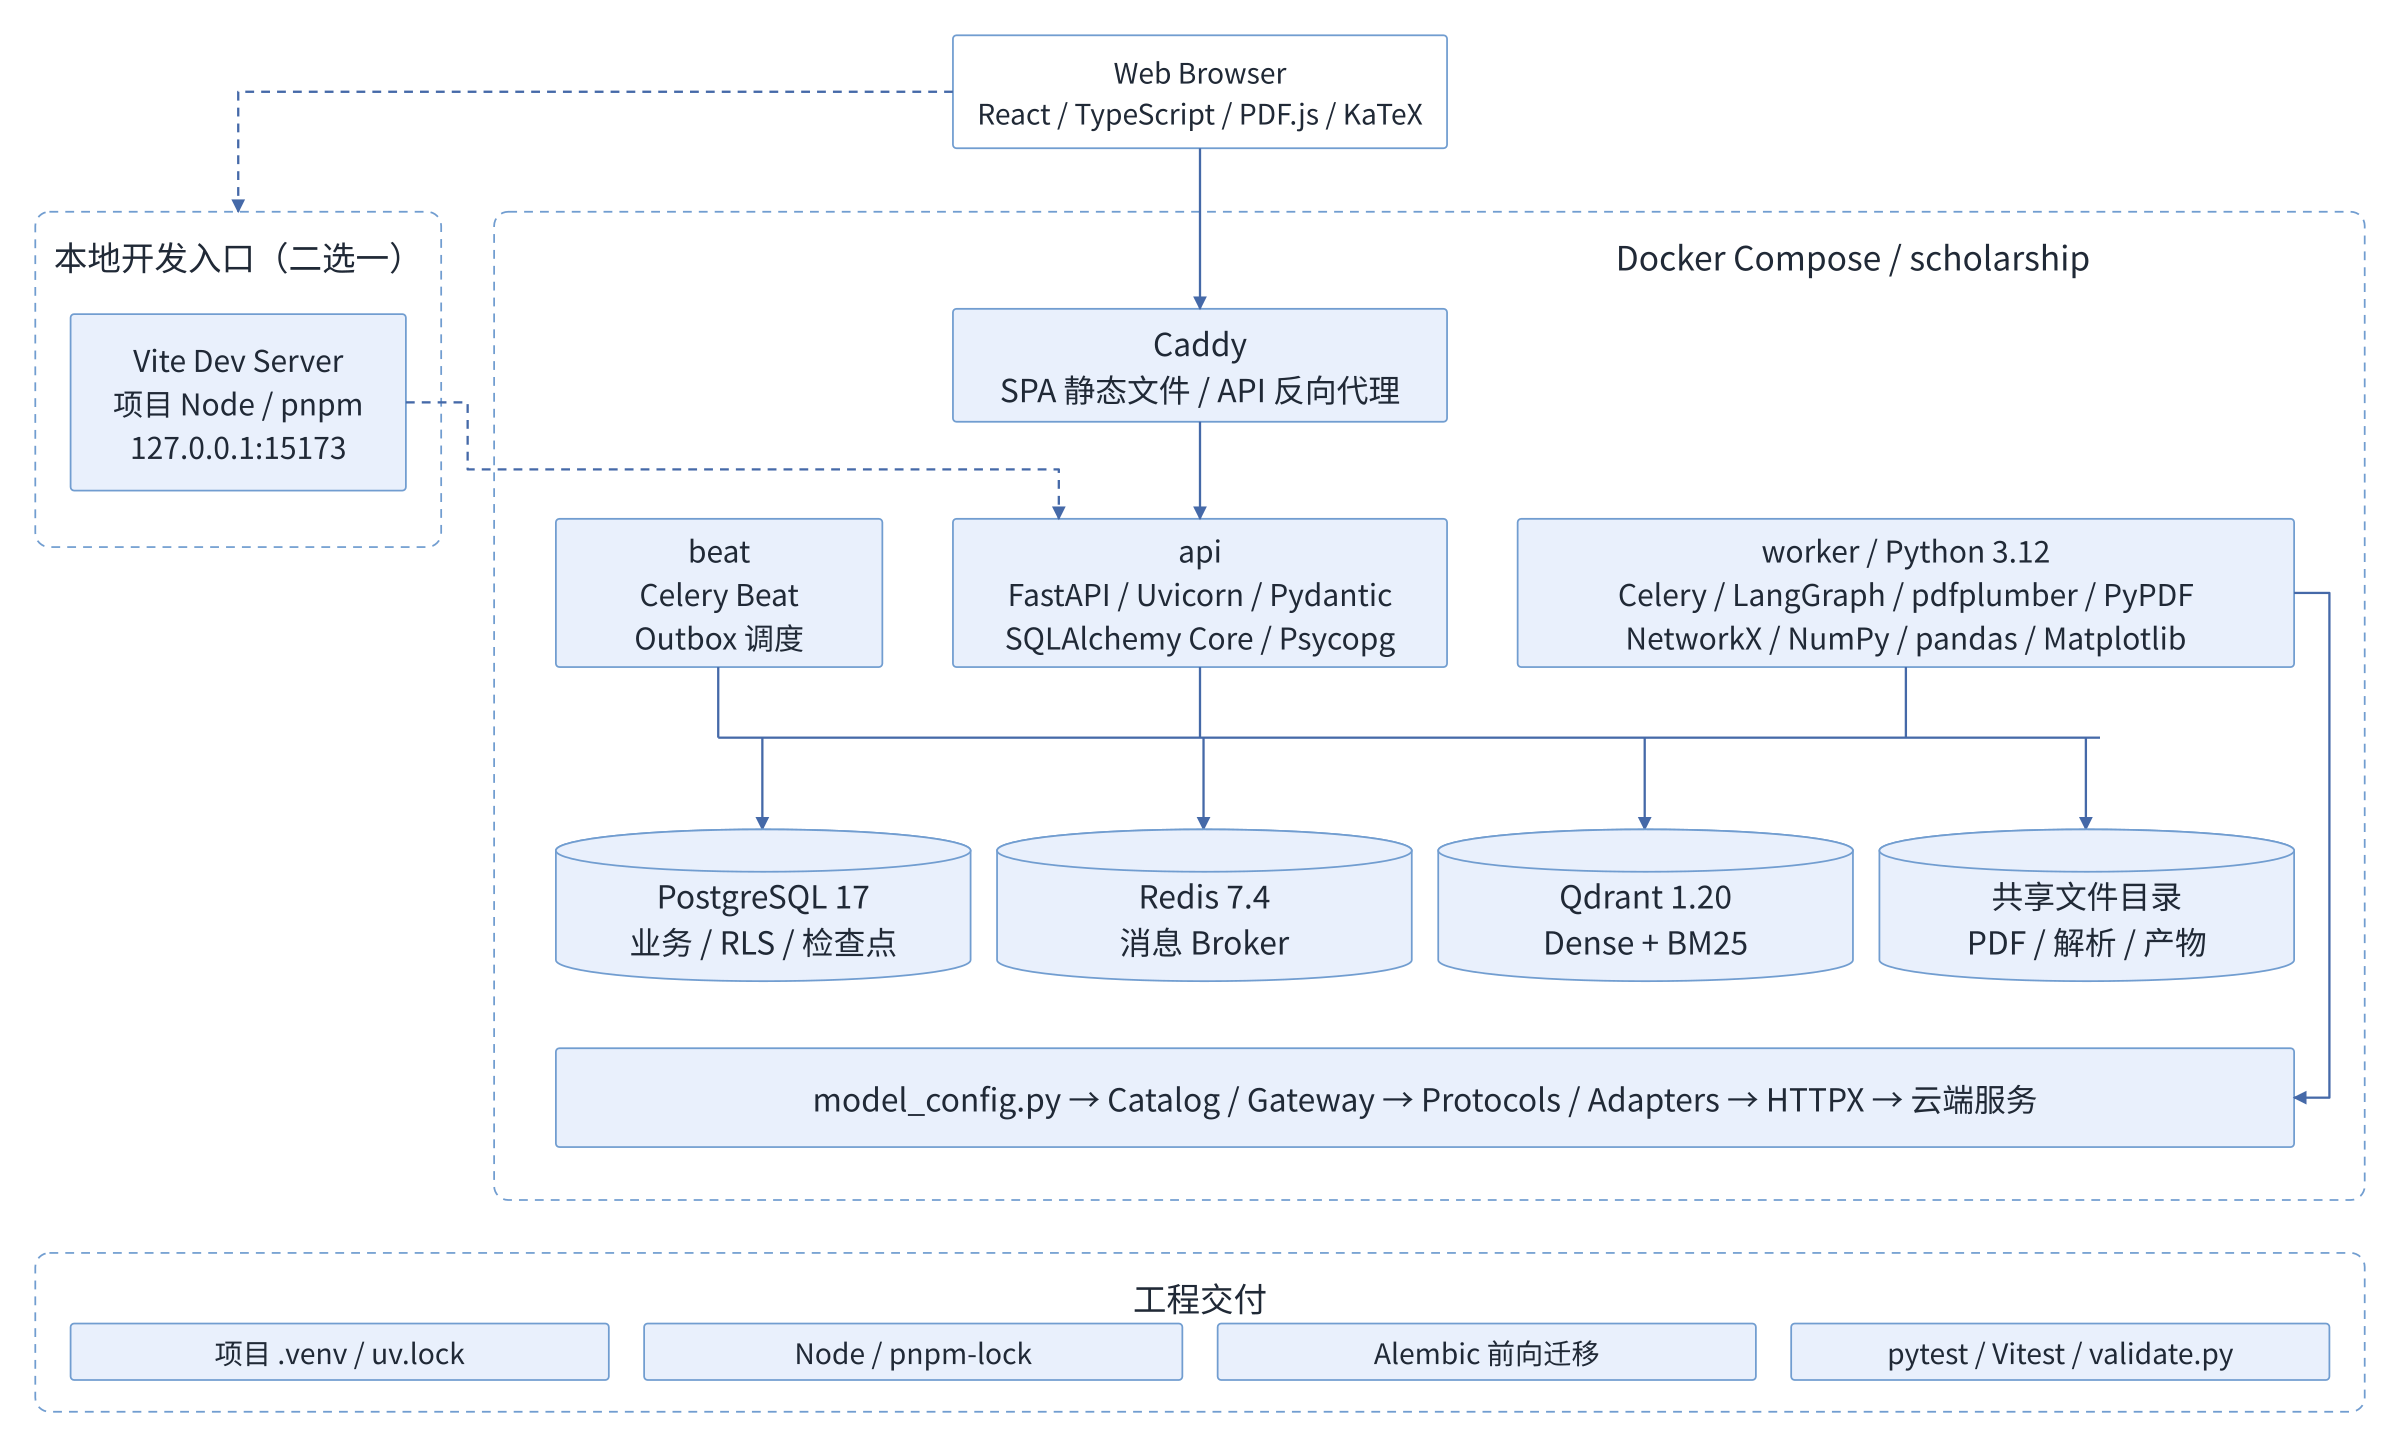 Web Browser
React / TypeScript / PDF.js / KaTeX
本地开发入口（二选一）
Vite Dev Server
项目 Node / pnpm
127.0.0.1:15173
Docker Compose / scholarship
Caddy
SPA 静态文件 / API 反向代理
beat
Celery Beat
Outbox 调度
api
FastAPI / Uvicorn / Pydantic
SQLAlchemy Core / Psycopg
worker / Python 3.12
Celery / LangGraph / pdfplumber / PyPDF
NetworkX / NumPy / pandas / Matplotlib
PostgreSQL 17
业务 / RLS / 检查点
Redis 7.4
消息 Broker
Qdrant 1.20
Dense + BM25
共享文件目录
PDF / 解析 / 产物
model_config.py → Catalog / Gateway → Protocols / Adapters → HTTPX → 云端服务
工程交付
项目 .venv / uv.lock
Node / pnpm-lock
Alembic 前向迁移
pytest / Vitest / validate.py